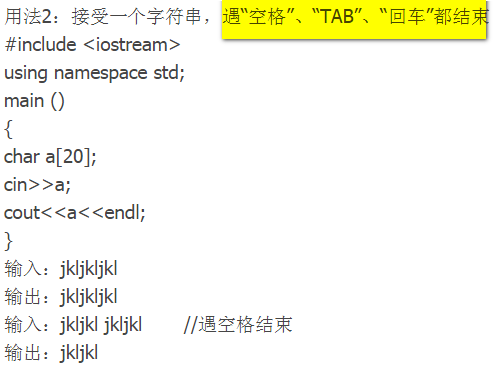 用法2：接受一个字符串，遇“空格”、“TAB”、“回车”都结束
#include <iostream>
using namespace std;
main ()
{
char a[20];
cin>>a;
cout<<a<<endl;
}
输入：jkljkljkl
输出：jkljkljkl
输入：jkljkl jkljkl //遇空格结束
输出：jkljkl